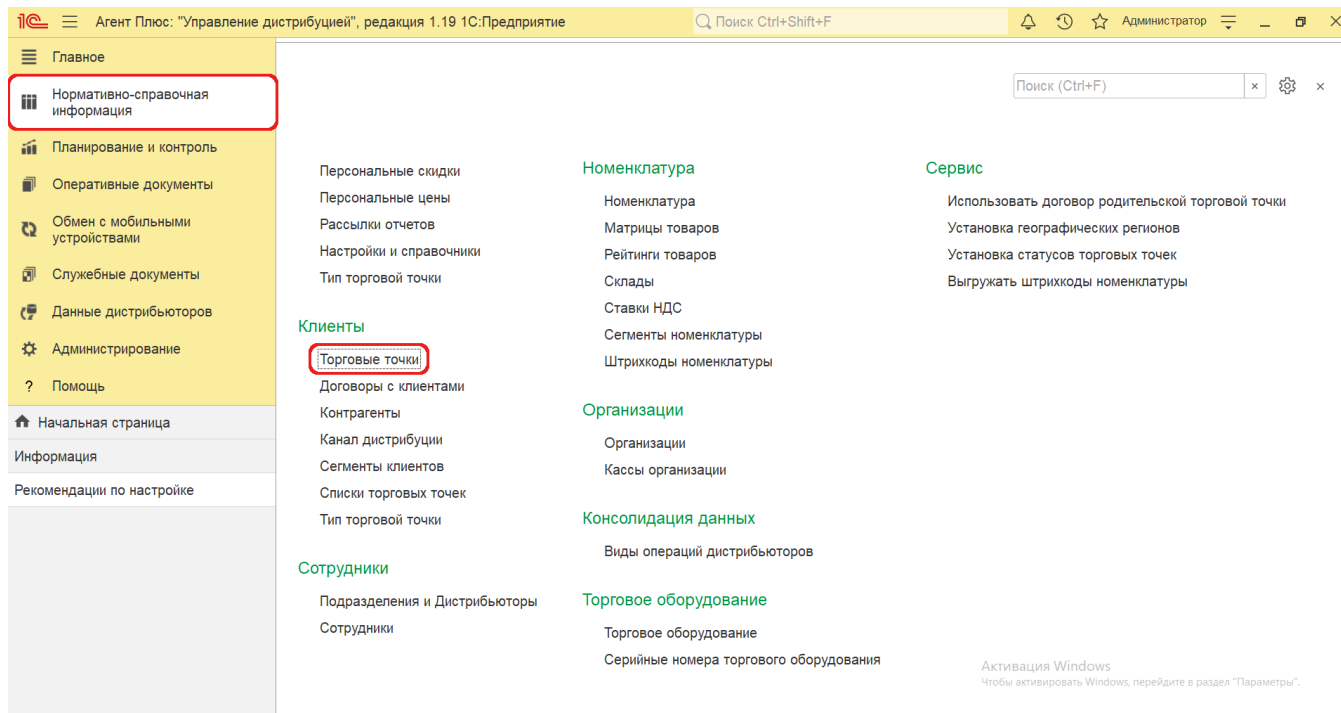 1С Агент Плюс: "Управление дистрибуцией", редакция 1.19 1С:Предприятие
Поиск Ctrl+Shift+F
Администратор
Главное
Нормативно-справочная
информация
Планирование и контроль
Оперативные документы
Обмен с мобильными
устройствами
Служебные документы
Данные дистрибьюторов
Администрирование
? Помощь
Начальная страница
Информация
Рекомендации по настройке
Поиск (Ctrl+F)
Персональные скидки
Персональные цены
Рассылки отчетов
Настройки и справочники
Тип торговой точки
Клиенты
Торговые точки
Договоры с клиентами
Контрагенты
Канал дистрибуции
Сегменты клиентов
Списки торговых точек
Тип торговой точки
Сотрудники
Подразделения и Дистрибьюторы
Сотрудники
Номенклатура
Номенклатура
Матрицы товаров
Рейтинги товаров
Склады
Ставки НДС
Сегменты номенклатуры
Штрихкоды номенклатуры
Организации
Организации
Кассы организации
Консолидация данных
Виды операций дистрибьюторов
Торговое оборудование
Торговое оборудование
Серийные номера торгового оборудования
Сервис
Использовать договор родительской торговой точки
Установка географических регионов
Установка статусов торговых точек
Выгружать штрихкоды номенклатуры
Активация Windows
Чтобы активировать Windows, перейдите в раздел "Параметры".